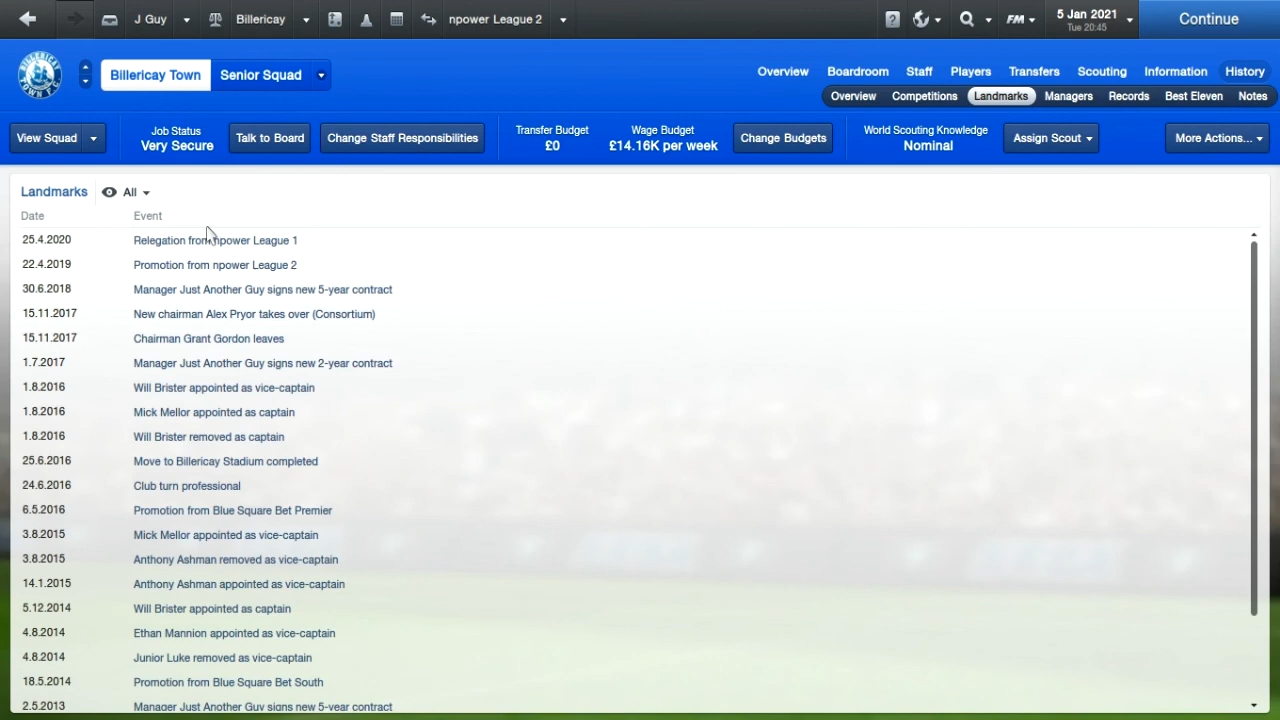 J Guy Billericay npower League 2 ? FM 5 Jan 2021 Tue 20:45 Continue
BILLERICAY TOWN F.C. Billericay Town Senior Squad
Overview Boardroom Staff Players Transfers Scouting Information History
Overview Competitions Landmarks Managers Records Best Eleven Notes
View Squad Job Status Very Secure Talk to Board Change Staff Responsibilities Transfer Budget £0 Wage Budget £14.16K per week Change Budgets World Scouting Knowledge Nominal Assign Scout More Actions...
Landmarks All
Date Event
25.4.2020 Relegation from npower League 1
22.4.2019 Promotion from npower League 2
30.6.2018 Manager Just Another Guy signs new 5-year contract
15.11.2017 New chairman Alex Pryor takes over (Consortium)
15.11.2017 Chairman Grant Gordon leaves
1.7.2017 Manager Just Another Guy signs new 2-year contract
1.8.2016 Will Brister appointed as vice-captain
1.8.2016 Mick Mellor appointed as captain
1.8.2016 Will Brister removed as captain
25.6.2016 Move to Billericay Stadium completed
24.6.2016 Club turn professional
6.5.2016 Promotion from Blue Square Bet Premier
3.8.2015 Mick Mellor appointed as vice-captain
3.8.2015 Anthony Ashman removed as vice-captain
14.1.2015 Anthony Ashman appointed as vice-captain
5.12.2014 Will Brister appointed as captain
4.8.2014 Ethan Mannion appointed as vice-captain
4.8.2014 Junior Luke removed as vice-captain
18.5.2014 Promotion from Blue Square Bet South
2.5.2013 Manager Just Another Guy signs new 5-year contract